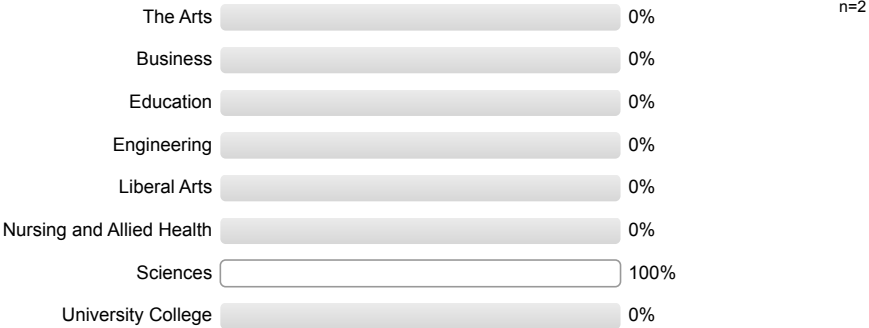 The Arts 0% n=2
Business 0%
Education 0%
Engineering 0%
Liberal Arts 0%
Nursing and Allied Health 0%
Sciences 100%
University College 0%